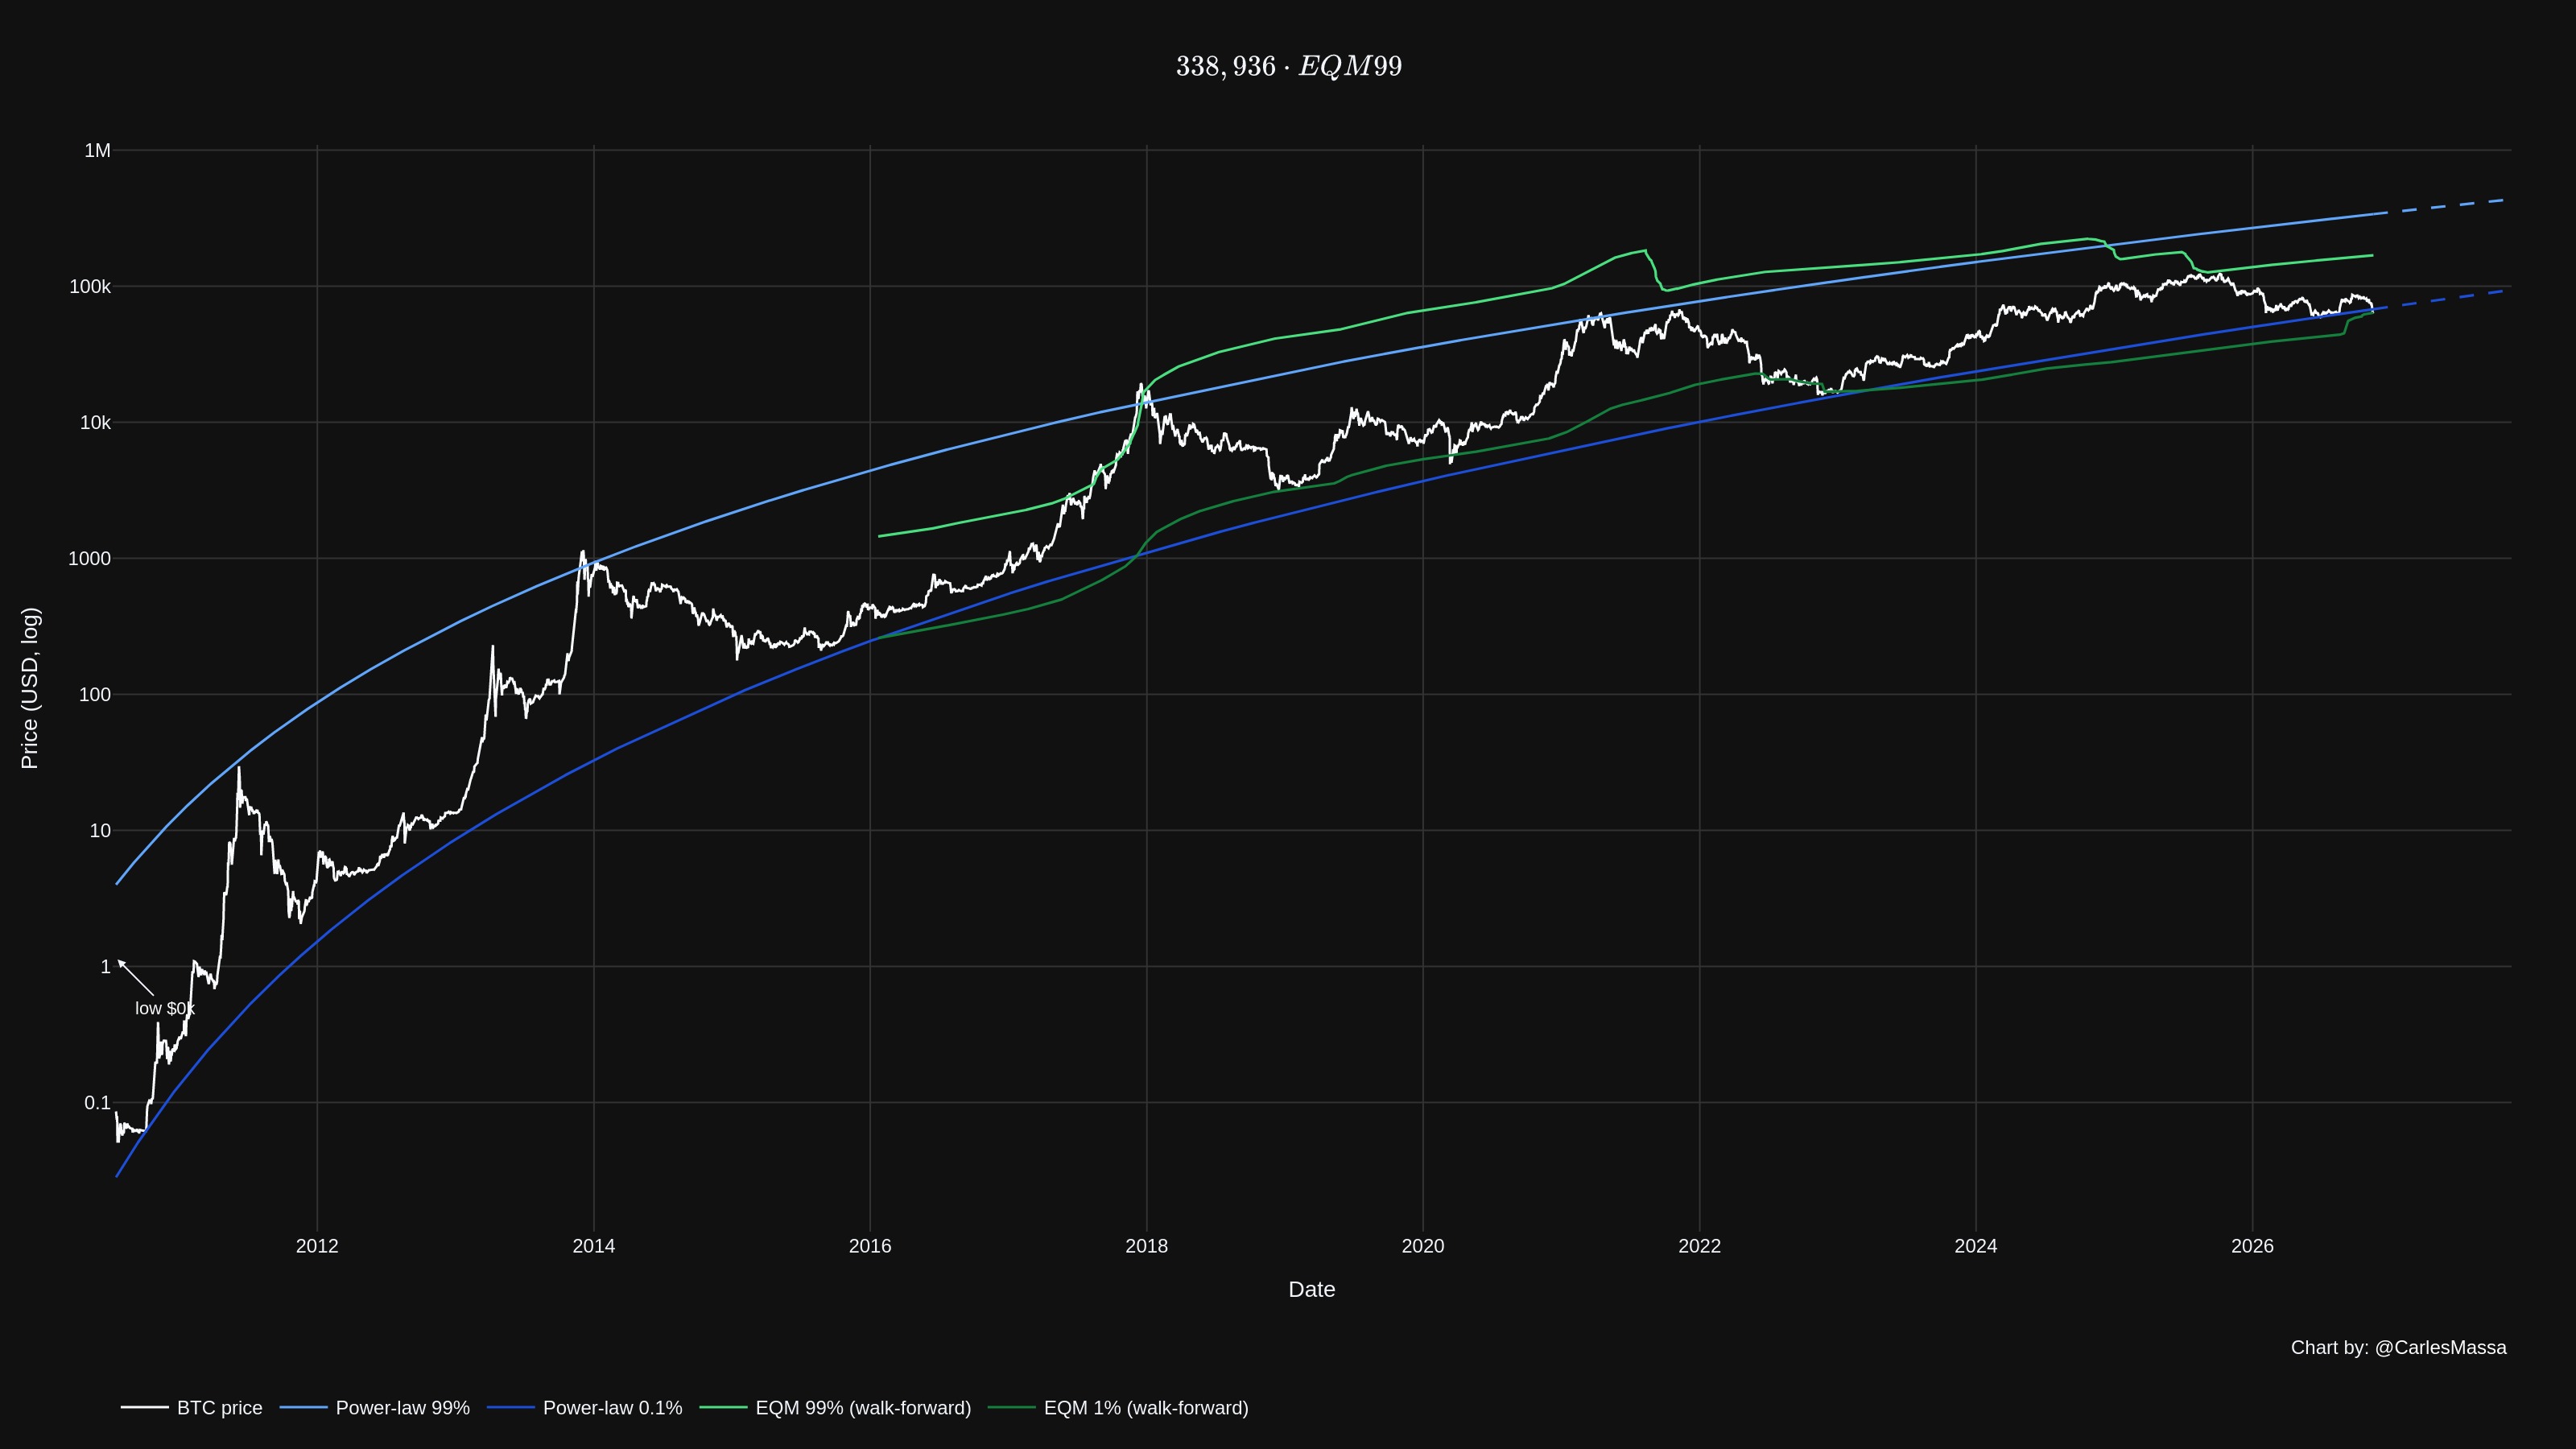 338, 936 · EQM99
Price (USD, log)
1M
100k
10k
1000
100
10
1
0.1
low $0k
2012 2014 2016 2018 2020 2022 2024 2026
Date
Chart by: @CarlesMassa
BTC price Power-law 99% Power-law 0.1% EQM 99% (walk-forward) EQM 1% (walk-forward)